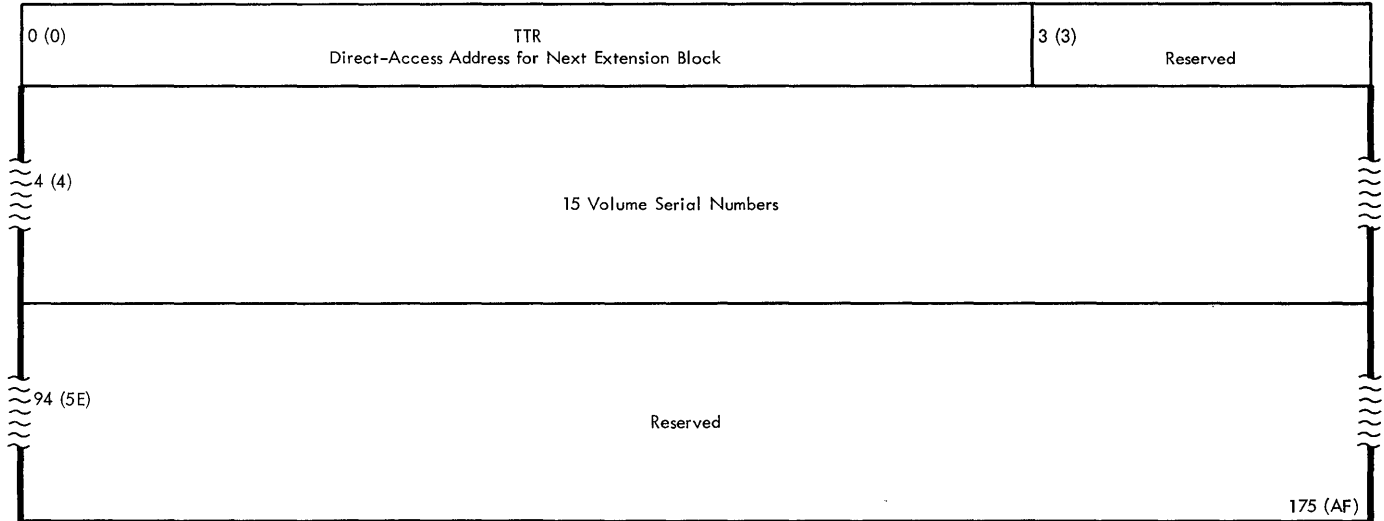 0 (0)
TTR
Direct-Access Address for Next Extension Block
3 (3)
Reserved
4 (4)
15 Volume Serial Numbers
94 (5E)
Reserved
175 (AF)